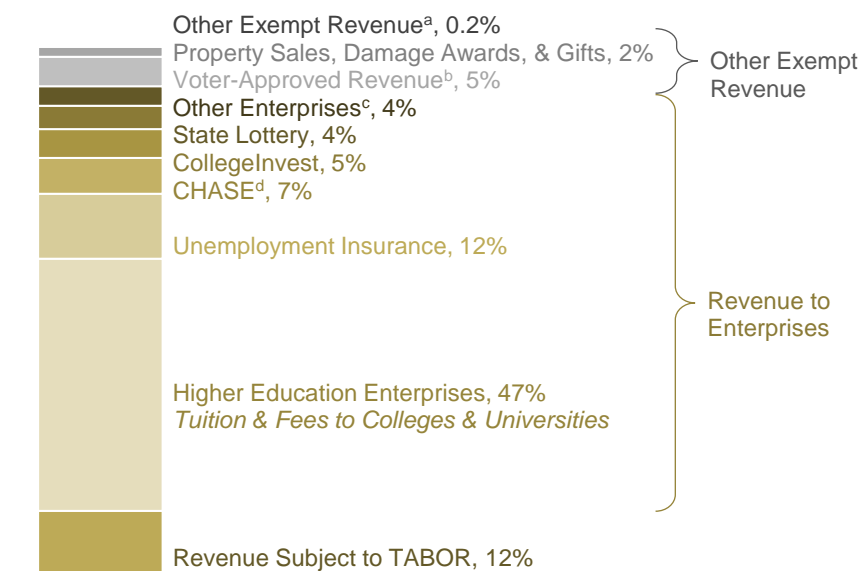 Other Exempt Revenueᵃ, 0.2%
Property Sales, Damage Awards, & Gifts, 2%
Voter-Approved Revenueᵇ, 5%
Other Exempt
Revenue
Other Enterprisesᶜ, 4%
State Lottery, 4%
CollegeInvest, 5%
CHASEᵈ, 7%
Unemployment Insurance, 12%
Revenue to
Enterprises
Higher Education Enterprises, 47%
Tuition & Fees to Colleges & Universities
Revenue Subject to TABOR, 12%